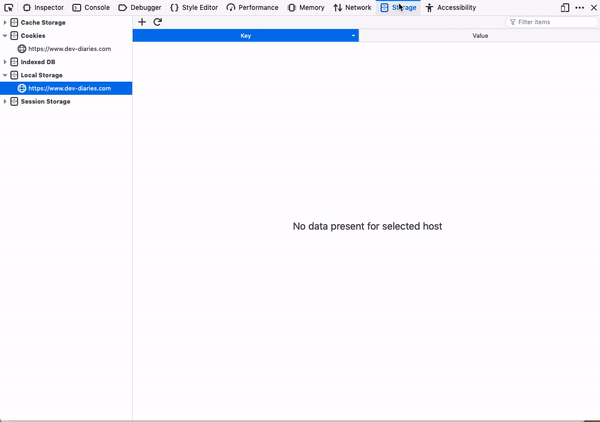 Inspector Console Debugger Style Editor Performance Memory Network Storage Accessibility
Cache Storage
Filter items
Cookies
Key Value
https://www.dev-diaries.com
Indexed DB
Local Storage
https://www.dev-diaries.com
Session Storage
No data present for selected host